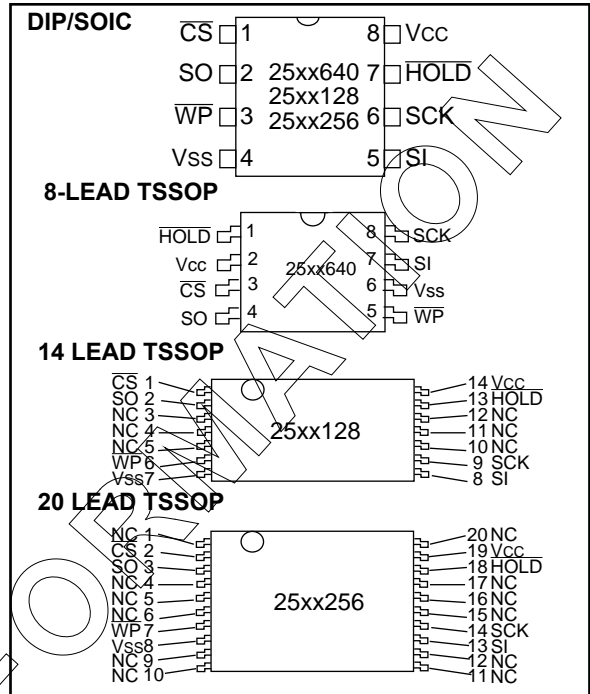 DIP/SOIC
CS 1 8 Vcc
SO 2 25xx640 7 HOLD
25xx128
WP 3 25xx256 6 SCK
Vss 4 5 SI
8-LEAD TSSOP
HOLD 1 8 SCK
Vcc 2 25xx640 7 SI
CS 3 6 Vss
SO 4 5 WP
14 LEAD TSSOP
CS 1 14 Vcc
SO 2 13 HOLD
NC 3 12 NC
NC 4 25xx128 11 NC
NC 5 10 NC
WP 6 9 SCK
Vss7 8 SI
20 LEAD TSSOP
NC 1 20 NC
CS 2 19 Vcc
SO 3 18 HOLD
NC 4 17 NC
NC 5 25xx256 16 NC
NC 6 15 NC
WP 7 14 SCK
Vss8 13 SI
NC 9 12 NC
NC 10 11 NC
ORMATION